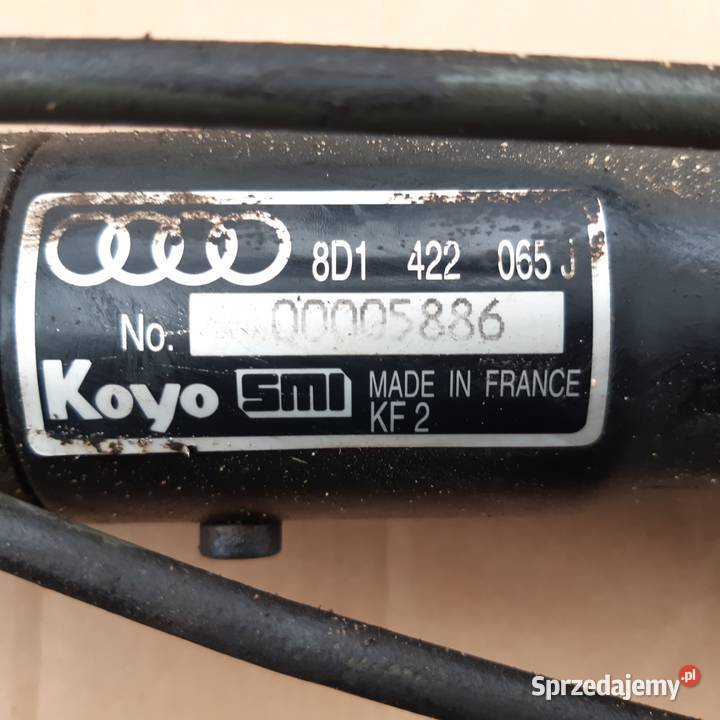 8D1 422 065 J
No. 00005886
Koyo SMI MADE IN FRANCE
KF 2
Sprzedajemy.pl